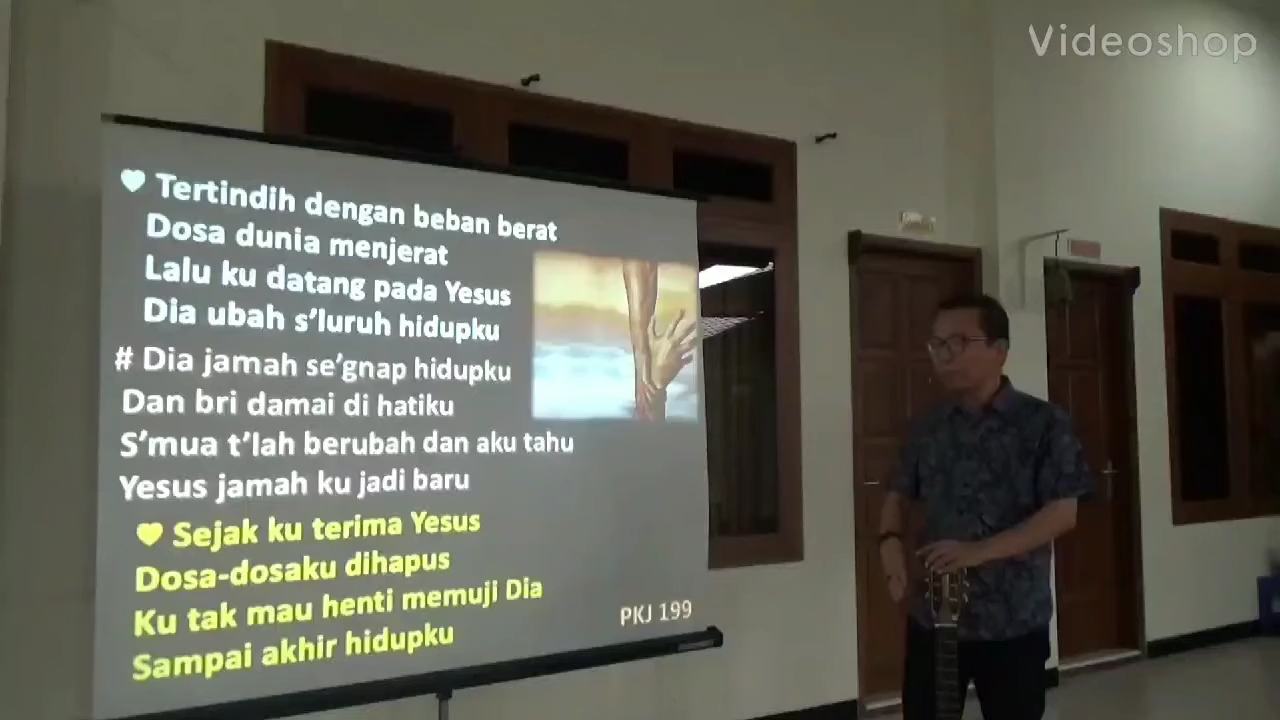 Videoshop
♥ Tertindih dengan beban berat
Dosa dunia menjerat
Lalu ku datang pada Yesus
Dia ubah s'luruh hidupku
# Dia jamah se'gnap hidupku
Dan bri damai di hatiku
S'mua t'lah berubah dan aku tahu
Yesus jamah ku jadi baru
♥ Sejak ku terima Yesus
Dosa-dosaku dihapus
Ku tak mau henti memuji Dia
Sampai akhir hidupku
PKJ 199